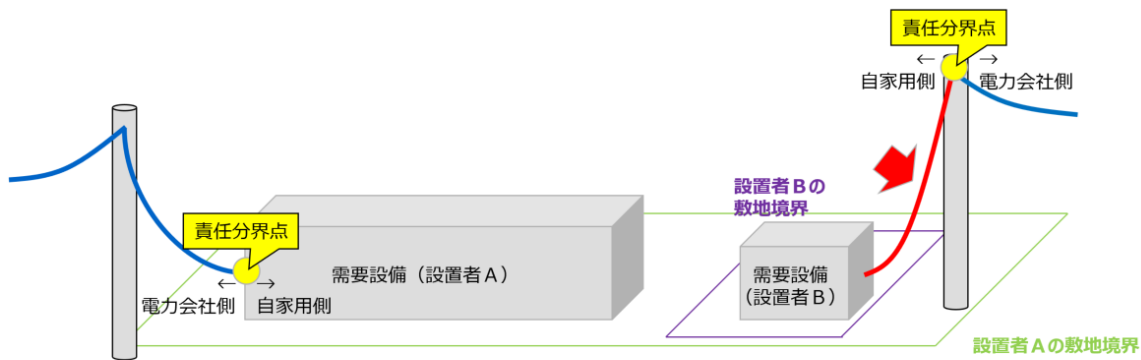 責任分界点
← →
自家用側 電力会社側
設置者Bの
敷地境界
責任分界点
需要設備(設置者A)
需要設備
(設置者B)
← →
電力会社側 自家用側
設置者Aの敷地境界